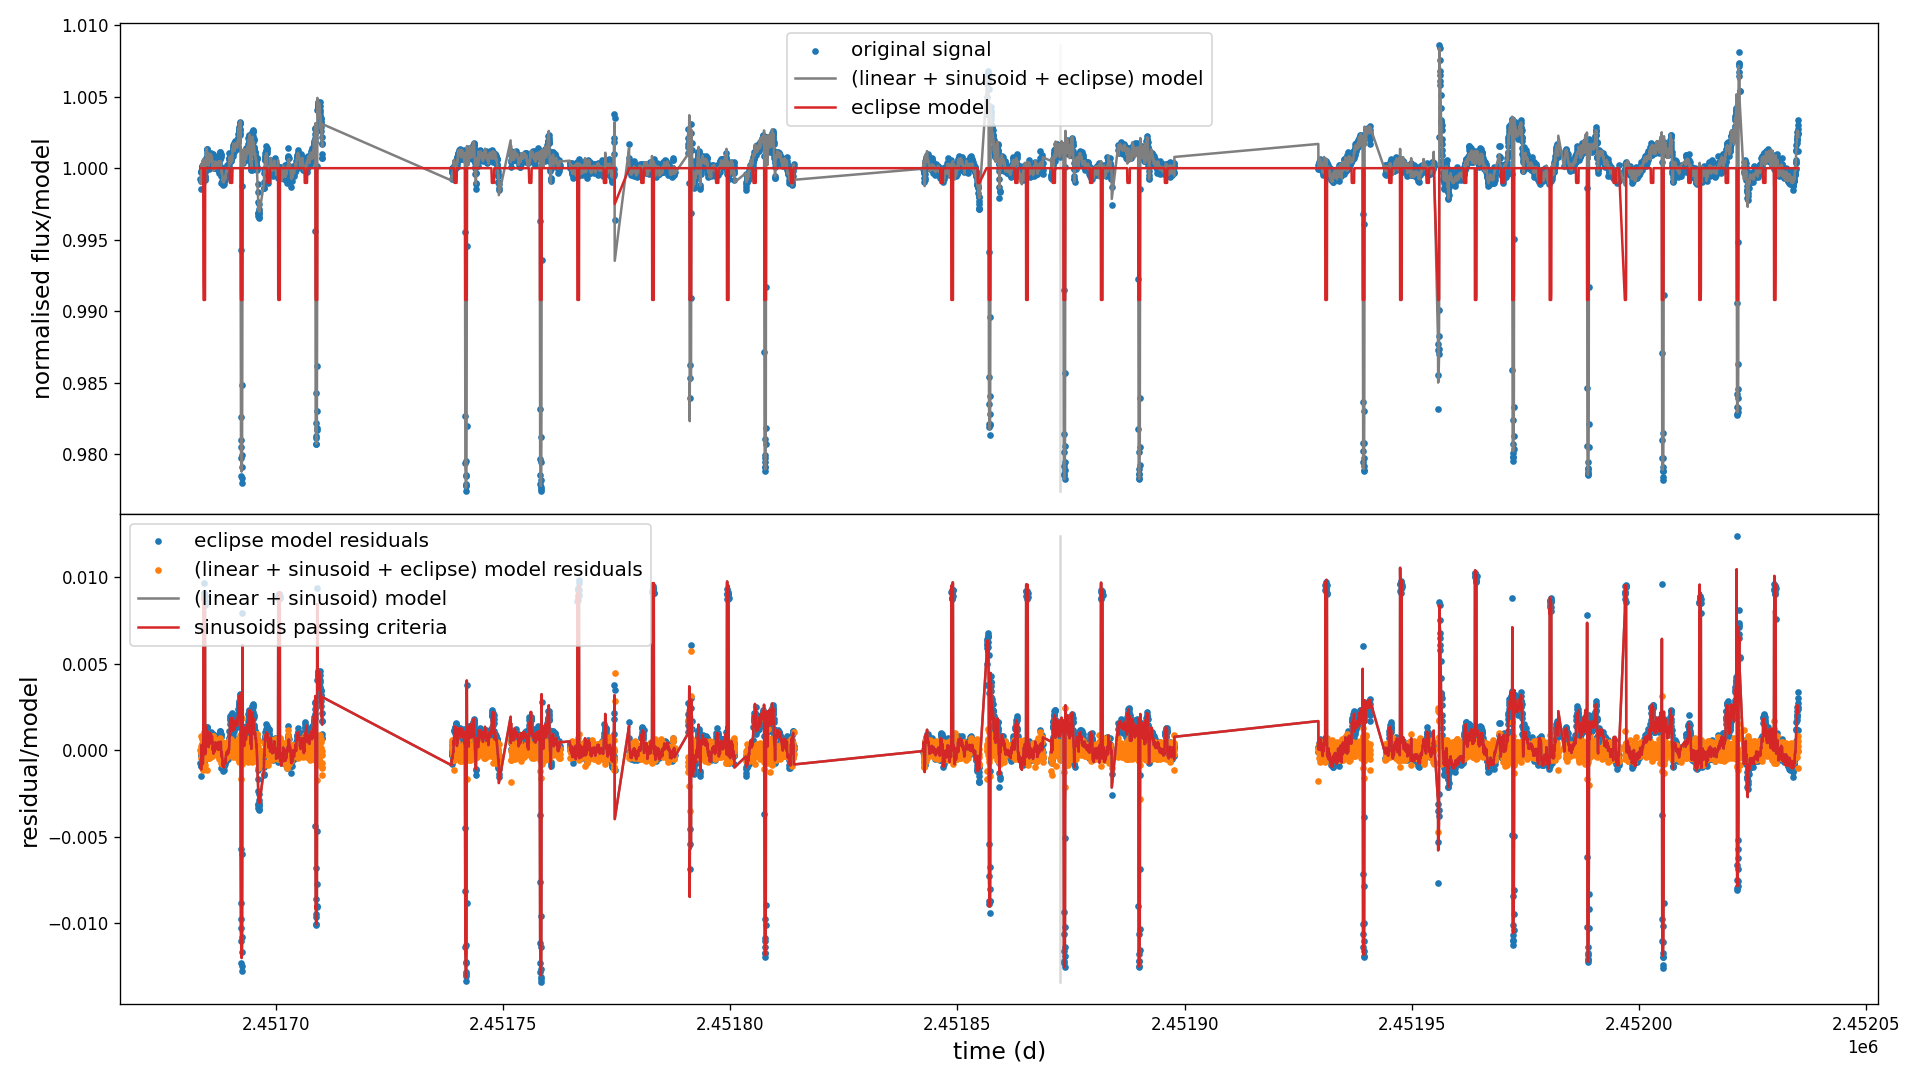 1.010
1.005
1.000
0.995
0.990
0.985
0.980
normalised flux/model
original signal
(linear + sinusoid + eclipse) model
eclipse model
0.010
0.005
0.000
−0.005
−0.010
residual/model
eclipse model residuals
(linear + sinusoid + eclipse) model residuals
(linear + sinusoid) model
sinusoids passing criteria
2.45170
2.45175
2.45180
2.45185
2.45190
2.45195
2.45200
2.45205
1e6
time (d)